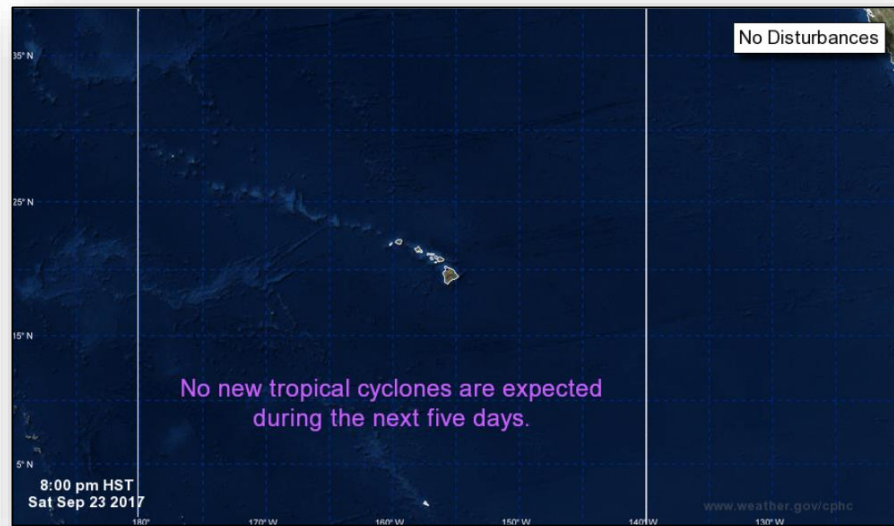 No Disturbances
35° N
25° N
15° N
No new tropical cyclones are expected
during the next five days.
5° N
8:00 pm HST
Sat Sep 23 2017
www.weather.gov/cphc
180°
170° W
160° W
150° W
140° W
130° W